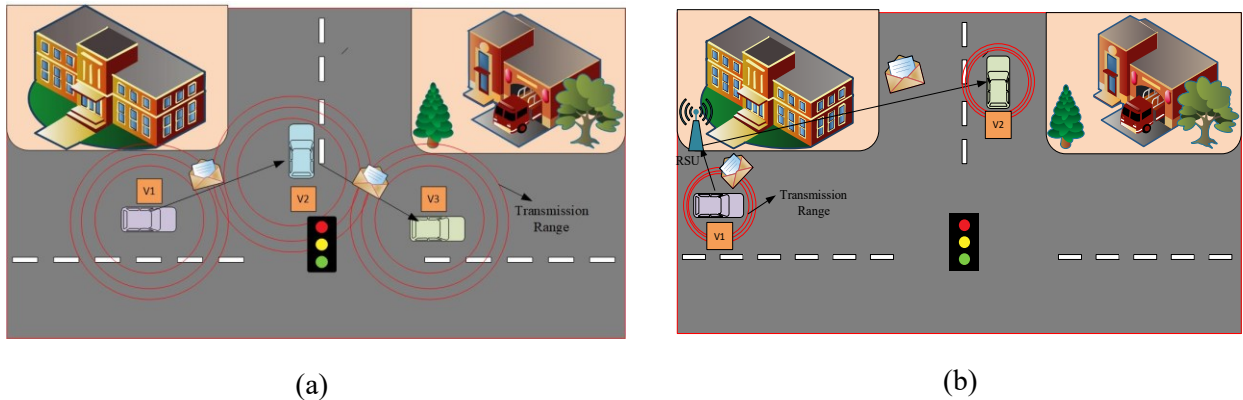 V1
V2
V3
Transmission
Range
(a)
RSU
V2
Transmission
Range
V1
(b)